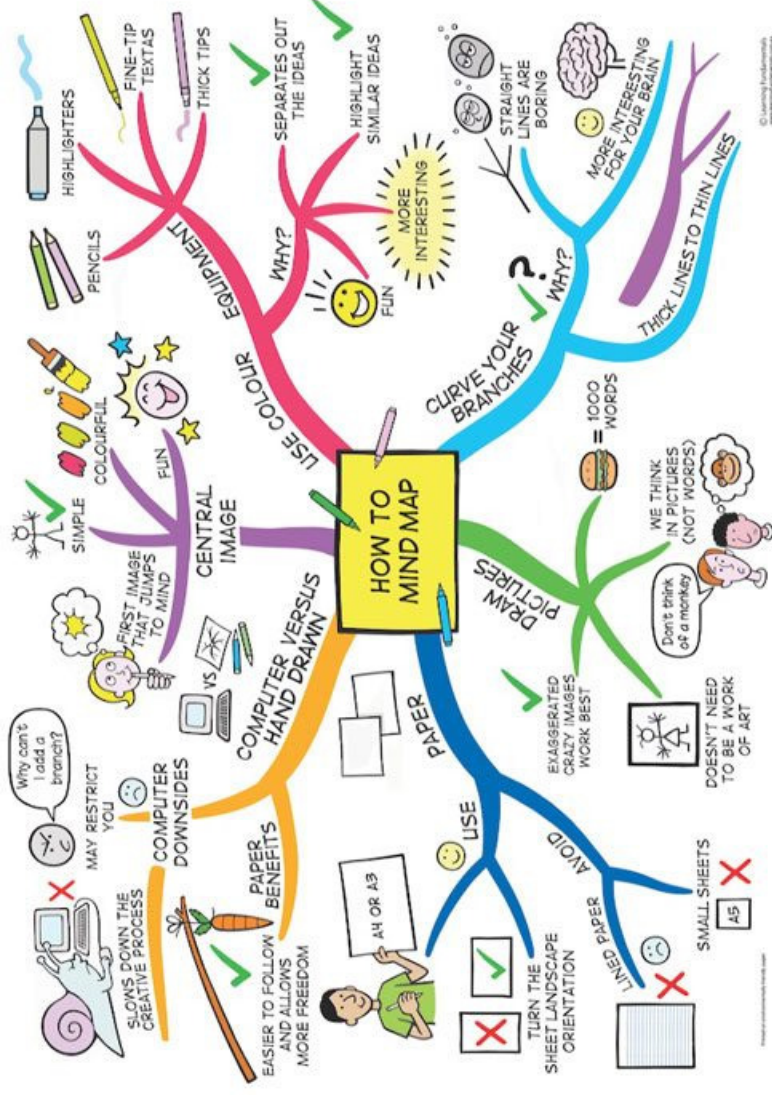 HOW TO
MIND MAP
USE COLOUR
EQUIPMENT
PENCILS
HIGHLIGHTERS
FINE-TIP
TEXTAS
THICK TIPS
WHY?
SEPARATES OUT
THE IDEAS
HIGHLIGHT
SIMILAR IDEAS
MORE
INTERESTING
FUN
CURVE YOUR
BRANCHES
WHY?
?
STRAIGHT
LINES ARE
BORING
MORE INTERESTING
FOR YOUR BRAIN
THICK LINES TO THIN LINES
DRAW
PICTURES
= 1000
WORDS
WE THINK
IN PICTURES
(NOT WORDS)
Don't think
of a monkey
DOESN'T NEED
TO BE A WORK
OF ART
EXAGGERATED
CRAZY IMAGES
WORK BEST
PAPER
AVOID
SMALL SHEETS
A5
LINED PAPER
USE
TURN THE
SHEET LANDSCAPE
ORIENTATION
A4 OR A3
COMPUTER VERSUS
HAND DRAWN
VS
PAPER
BENEFITS
EASIER TO FOLLOW
AND ALLOWS
MORE FREEDOM
COMPUTER
DOWNSIDES
SLOWS DOWN THE
CREATIVE PROCESS
MAY RESTRICT
YOU
Why can't
I add a
branch?
CENTRAL
IMAGE
FIRST IMAGE
THAT JUMPS
TO MIND
SIMPLE
COLOURFUL
FUN
© Learning Fundamentals